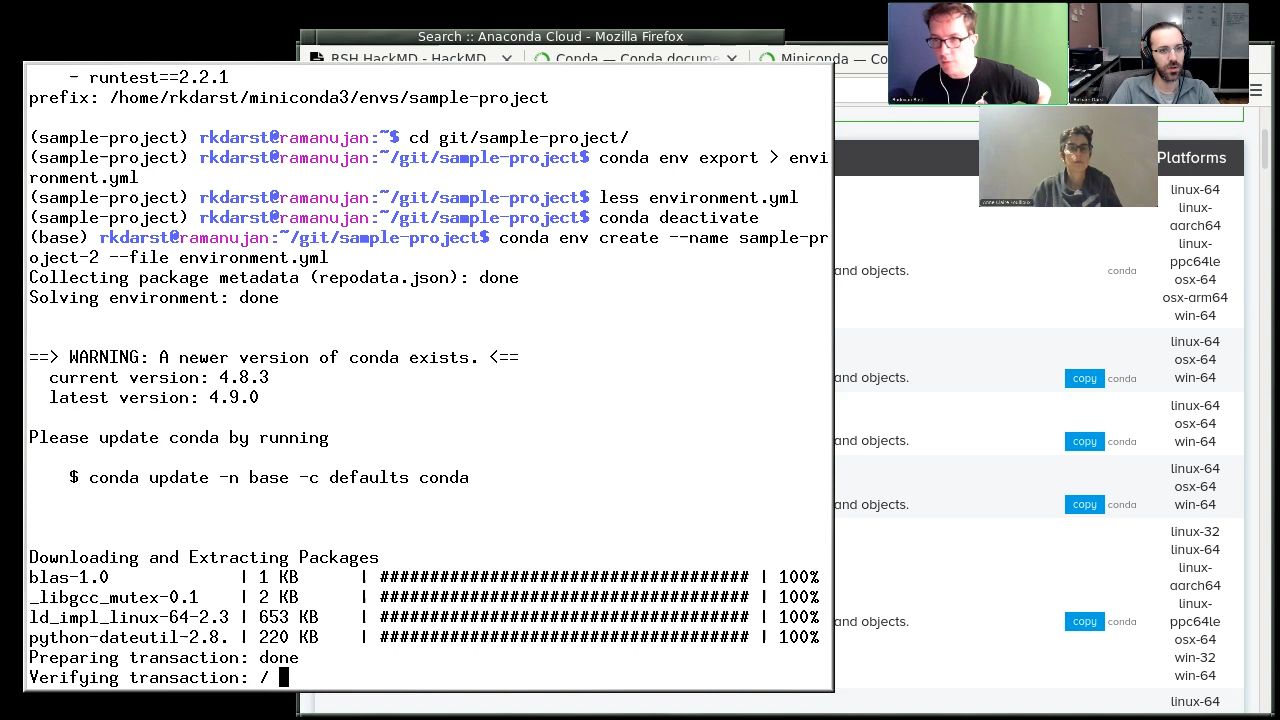 Search :: Anaconda Cloud - Mozilla Firefox
RSH HackMD - HackMD
Conda — Conda docume
Miniconda — Co
- runtest==2.2.1
prefix: /home/rkdarst/miniconda3/envs/sample-project
(sample-project) rkdarst@ramanujan:~$ cd git/sample-project/
(sample-project) rkdarst@ramanujan:~/git/sample-project$ conda env export > envi
ronment.yml
(sample-project) rkdarst@ramanujan:~/git/sample-project$ less environment.yml
(sample-project) rkdarst@ramanujan:~/git/sample-project$ conda deactivate
(base) rkdarst@ramanujan:~/git/sample-project$ conda env create --name sample-pr
oject-2 --file environment.yml
Collecting package metadata (repodata.json): done
Solving environment: done
==> WARNING: A newer version of conda exists. <==
current version: 4.8.3
latest version: 4.9.0
Please update conda by running
$ conda update -n base -c defaults conda
Downloading and Extracting Packages
blas-1.0 | 1 KB | ##################################### | 100%
_libgcc_mutex-0.1 | 2 KB | ##################################### | 100%
ld_impl_linux-64-2.3 | 653 KB | ##################################### | 100%
python-dateutil-2.8. | 220 KB | ##################################### | 100%
Preparing transaction: done
Verifying transaction: /
Platforms
linux-64
linux-
aarch64
linux-
ppc64le
osx-64
osx-arm64
win-64
and objects.
conda
linux-64
osx-64
win-64
and objects.
copy conda
linux-64
osx-64
win-64
and objects.
copy conda
linux-64
osx-64
win-64
and objects.
copy conda
linux-32
linux-64
linux-
aarch64
linux-
ppc64le
osx-64
win-32
win-64
and objects.
copy conda
linux-64